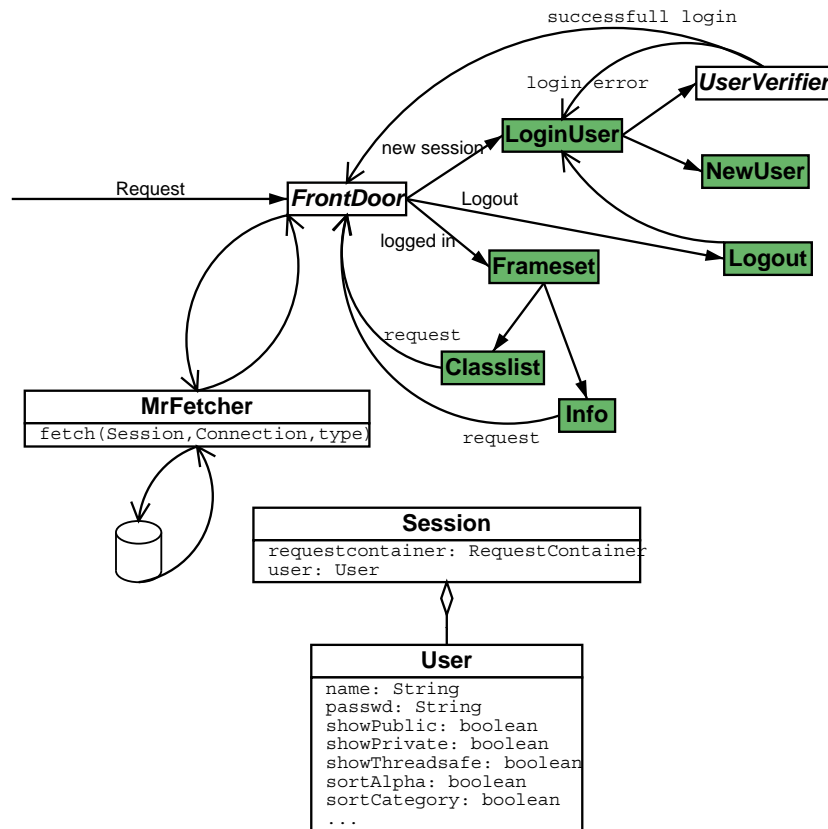 successfull login
login error
UserVerifier
LoginUser
new session
NewUser
Request
FrontDoor
Logout
logged in
Frameset
Logout
request
Classlist
MrFetcher
Info
fetch(Session,Connection,type)
request
Session
requestcontainer: RequestContainer
user: User
User
name: String
passwd: String
showPublic: boolean
showPrivate: boolean
showThreadsafe: boolean
sortAlpha: boolean
sortCategory: boolean
...